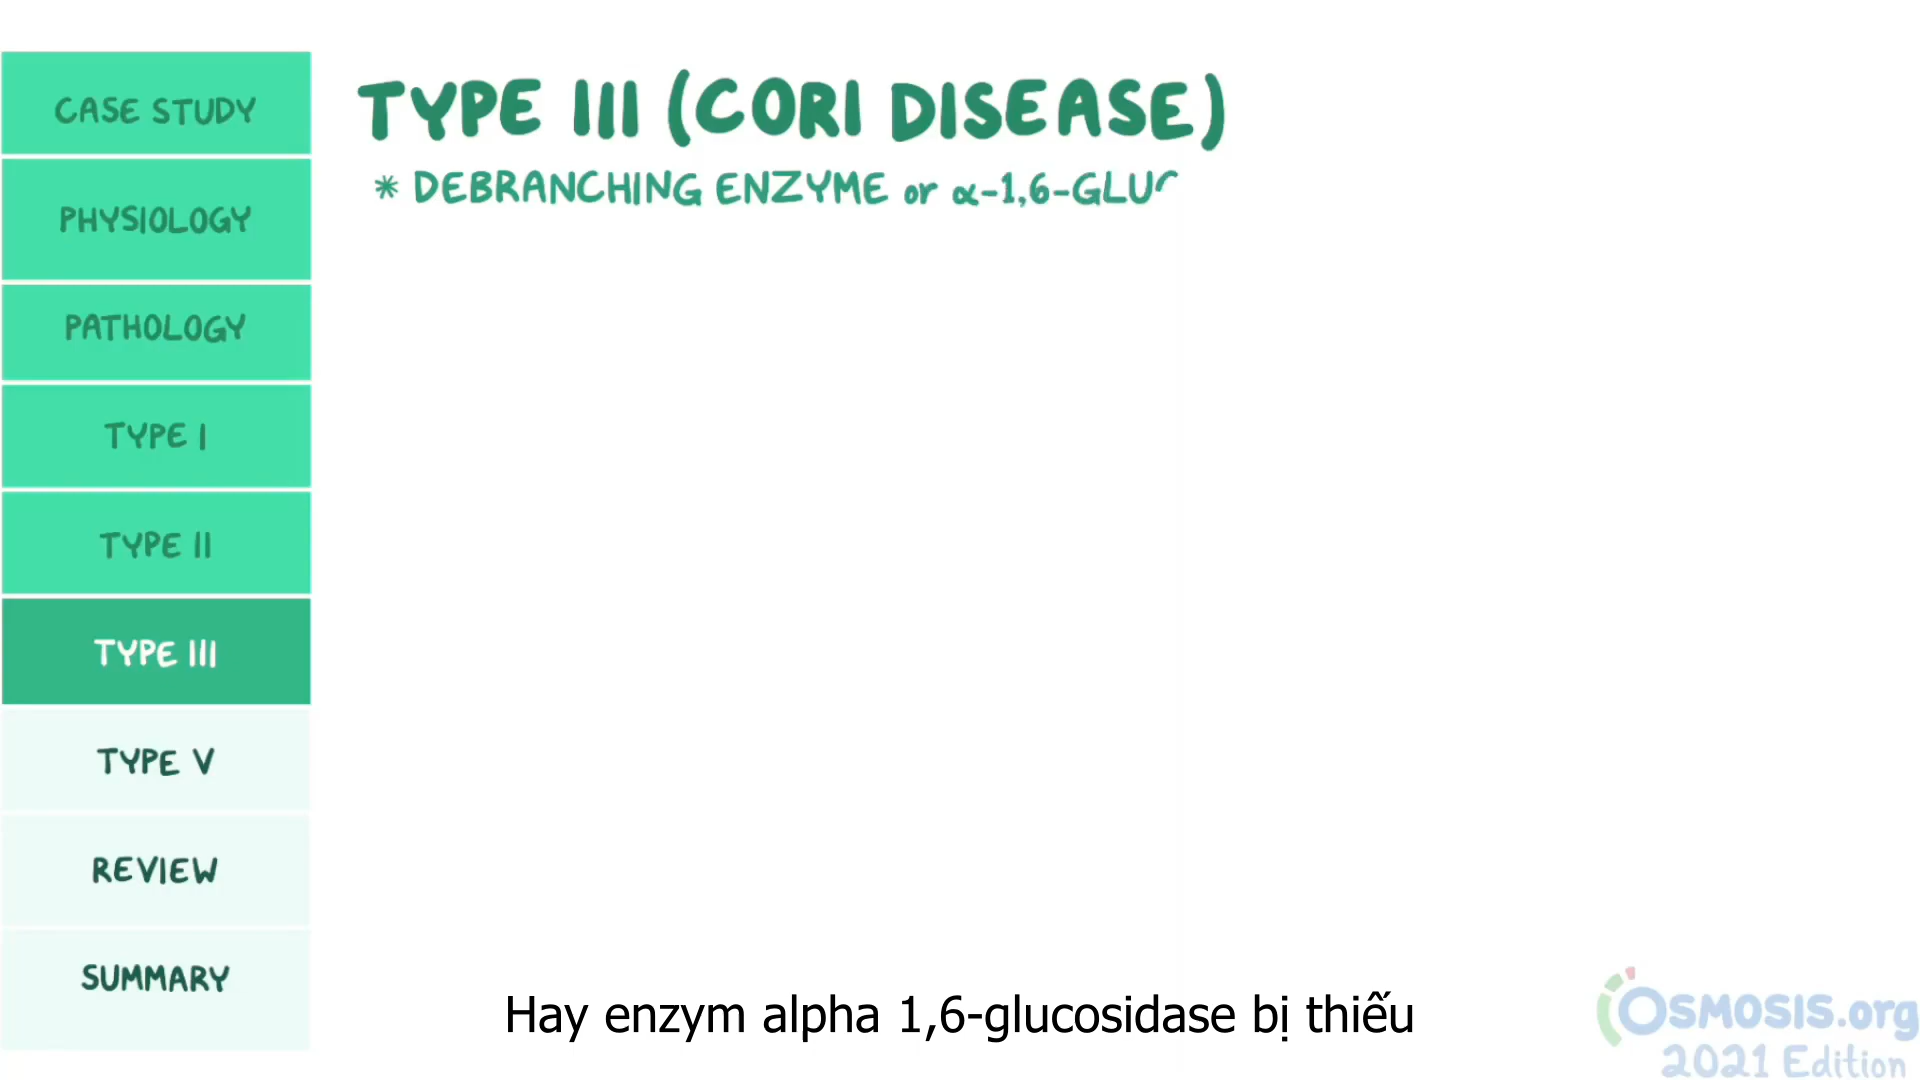 CASE STUDY
PHYSIOLOGY
PATHOLOGY
TYPE I
TYPE II
TYPE III
TYPE V
REVIEW
SUMMARY
TYPE III (CORI DISEASE)
* DEBRANCHING ENZYME or α-1,6-GLUC
Hay enzym alpha 1,6-glucosidase bị thiếu
OSMOSIS.org
2021 Edition